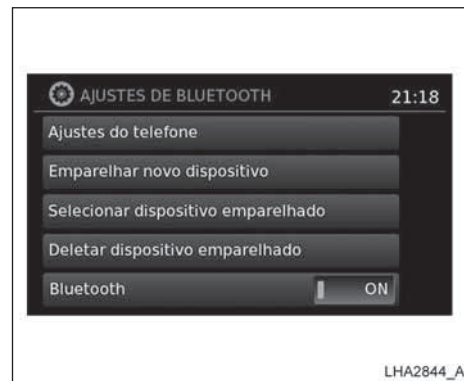 AJUSTES DE BLUETOOTH 21:18
Ajustes do telefone
Emparelhar novo dispositivo
Selecionar dispositivo emparelhado
Deletar dispositivo emparelhado
Bluetooth ON
LHA2844_A